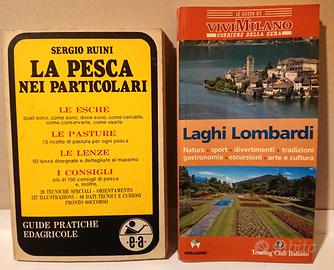 SERGIO RUINI
LA PESCA
NEI PARTICOLARI
LE ESCHE
quali sono, come sono, dove sono, come cercarle,
come conservarle, come usarle
LE PASTURE
73 ricette di pastura per ogni pesca
LE LENZE
50 lenze disegnate e dettagliate al massimo
I CONSIGLI
più di 150 consigli di pesca
e, inoltre,
20 TECNICHE SPECIALI - ORIENTAMENTO
127 ILLUSTRAZIONI - 40 DATI TECNICI E CURIOSI
PRONTO SOCCORSO
GUIDE PRATICHE
EDAGRICOLE
e·a
LE GUIDE DI
VIVIMILANO
CORRIERE DELLA SERA
Laghi Lombardi
Natura · sport · divertimenti · tradizioni
gastronomia · escursioni · arte e cultura
Touring Club Italiano
subito